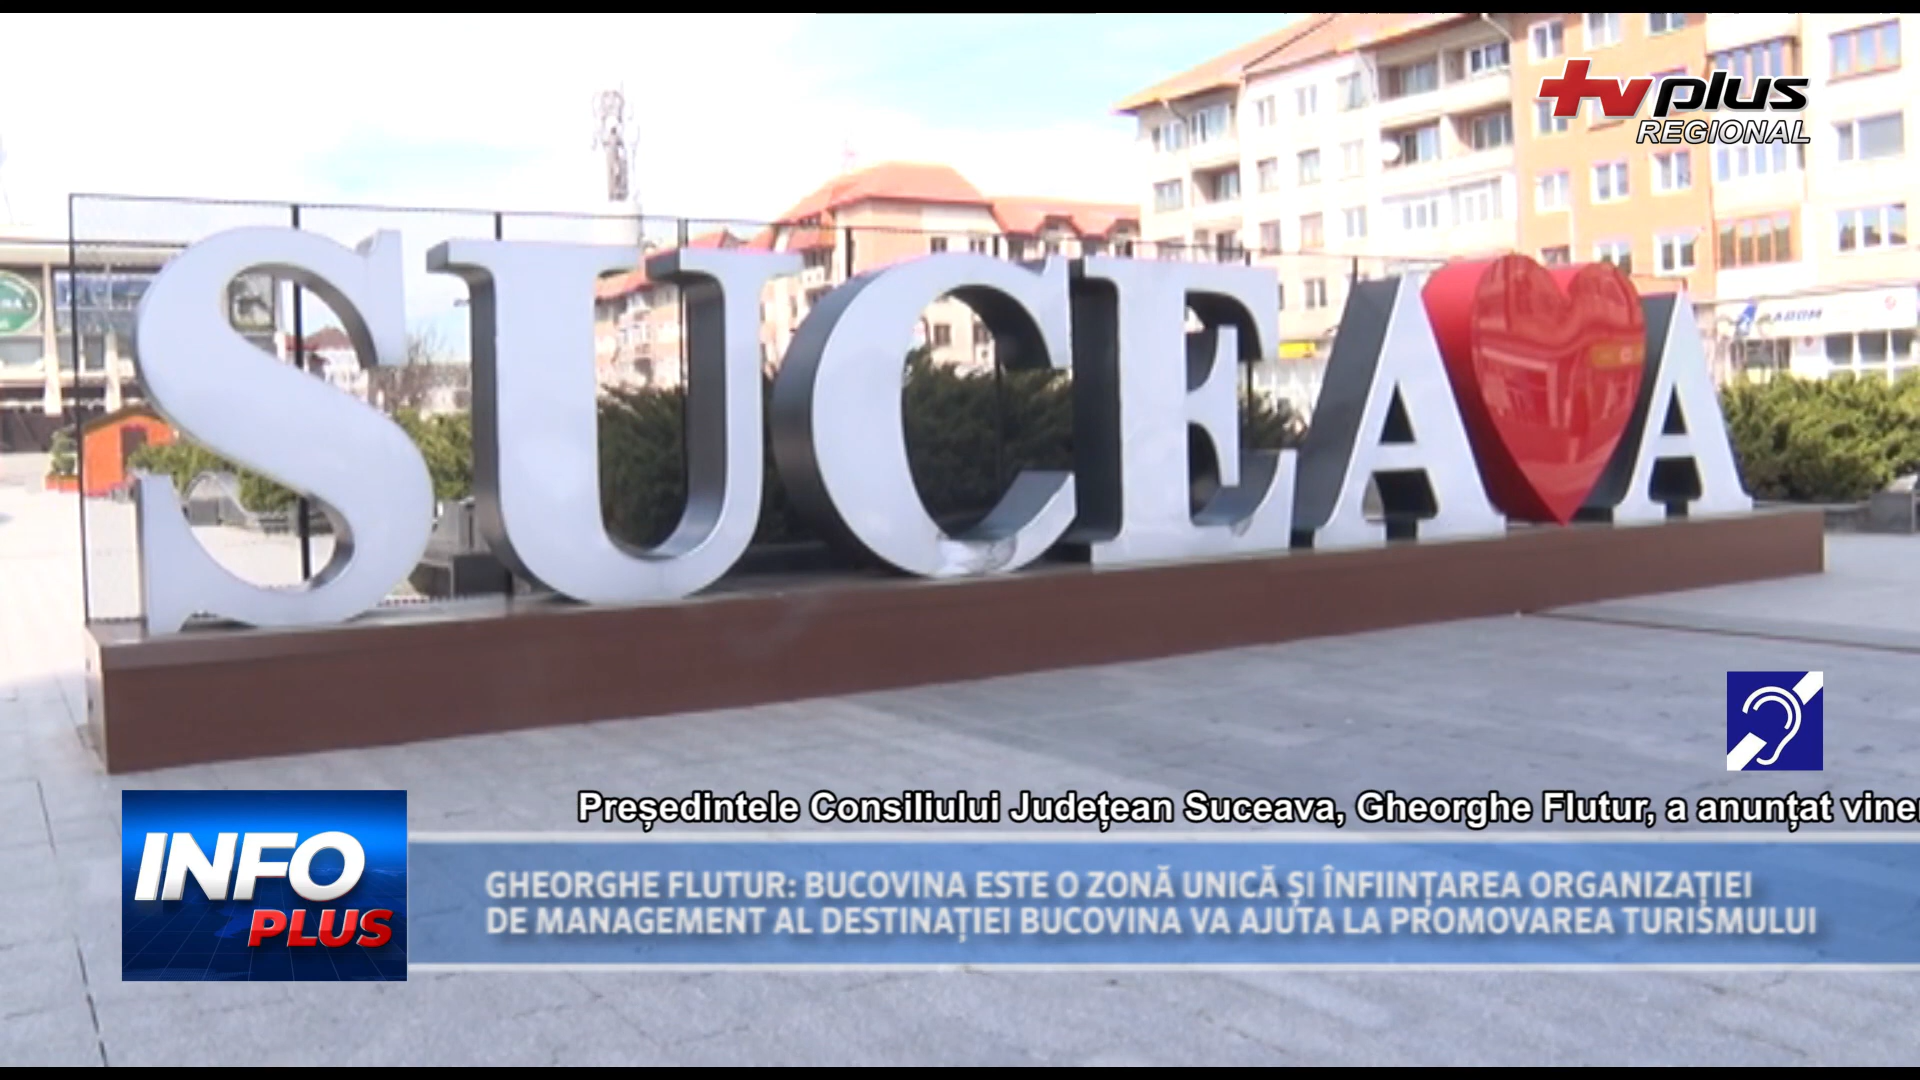 tvplus
REGIONAL
SUCEAVA
RADOM
Președintele Consiliului Județean Suceava, Gheorghe Flutur, a anunțat
INFO
PLUS
GHEORGHE FLUTUR: BUCOVINA ESTE O ZONĂ UNICĂ ȘI ÎNFIINȚAREA ORGANIZAȚIEI
DE MANAGEMENT AL DESTINAȚIEI BUCOVINA VA AJUTA LA PROMOVAREA TURISMULUI